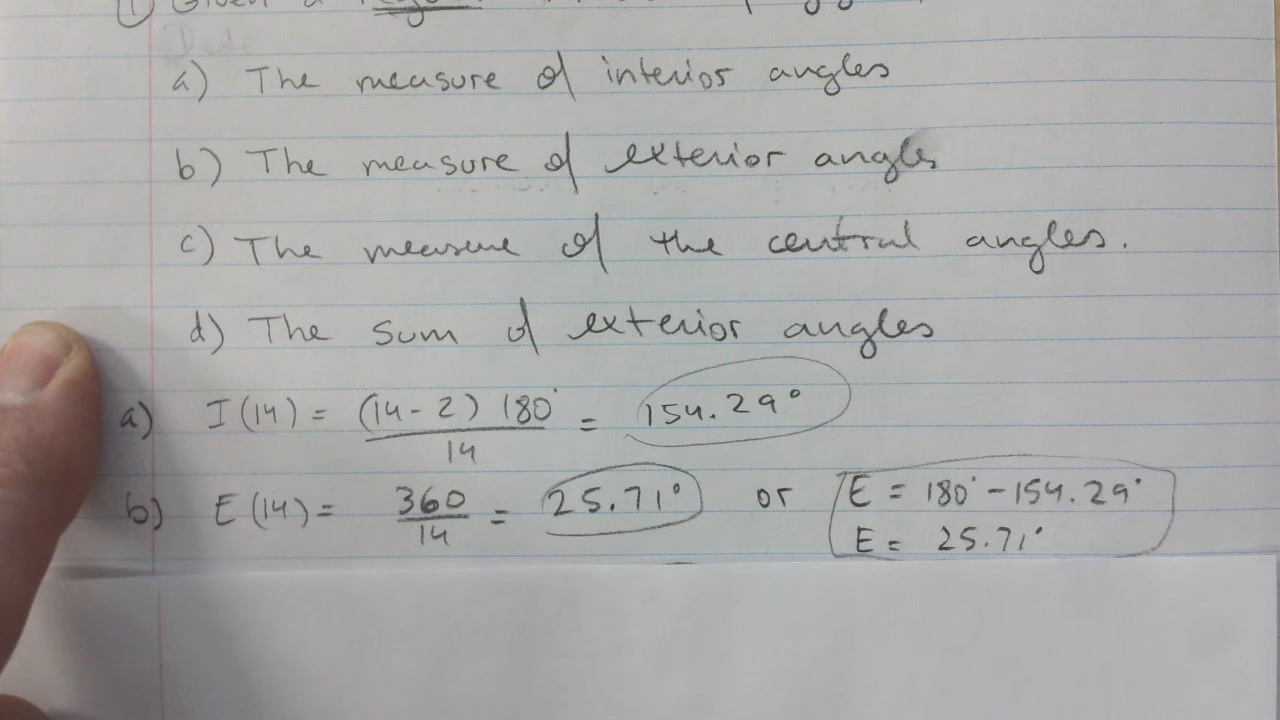 ① Given a
a) The measure of interior angles
b) The measure of exterior angles
c) The measure of the central angles.
d) The sum of exterior angles
a) I(14) = (14-2) 180° / 14 = 154.29°
b) E(14) = 360/14 = 25.71° or E = 180° - 154.29°
E = 25.71°